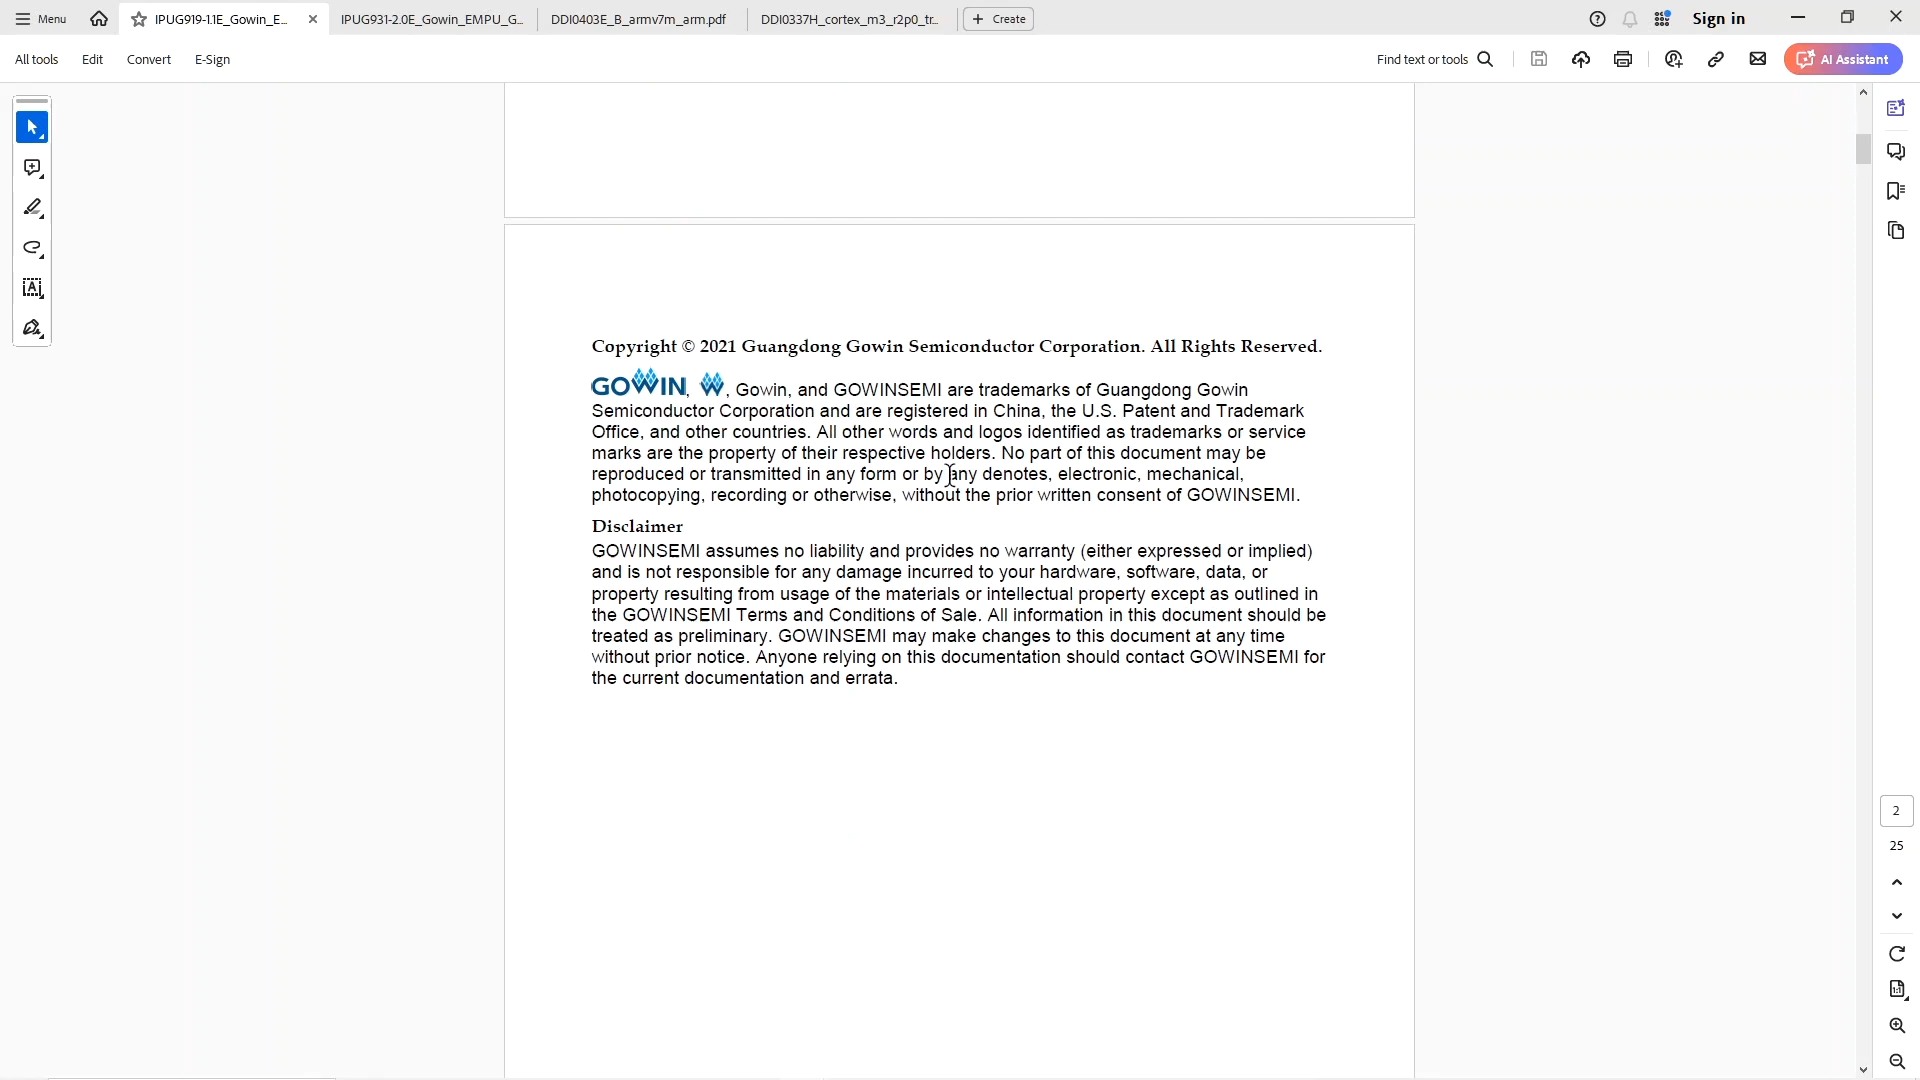 Menu
IPUG919-1.1E_Gowin_E...
IPUG931-2.0E_Gowin_EMPU_G...
DDI0403E_B_armv7m_arm.pdf
DDI0337H_cortex_m3_r2p0_tr...
Create
Sign in
All tools
Edit
Convert
E-Sign
Find text or tools
AI Assistant
Copyright © 2021 Guangdong Gowin Semiconductor Corporation. All Rights Reserved.
GOWIN, W, Gowin, and GOWINSEMI are trademarks of Guangdong Gowin
Semiconductor Corporation and are registered in China, the U.S. Patent and Trademark
Office, and other countries. All other words and logos identified as trademarks or service
marks are the property of their respective holders. No part of this document may be
reproduced or transmitted in any form or by any denotes, electronic, mechanical,
photocopying, recording or otherwise, without the prior written consent of GOWINSEMI.
Disclaimer
GOWINSEMI assumes no liability and provides no warranty (either expressed or implied)
and is not responsible for any damage incurred to your hardware, software, data, or
property resulting from usage of the materials or intellectual property except as outlined in
the GOWINSEMI Terms and Conditions of Sale. All information in this document should be
treated as preliminary. GOWINSEMI may make changes to this document at any time
without prior notice. Anyone relying on this documentation should contact GOWINSEMI for
the current documentation and errata.
2
25